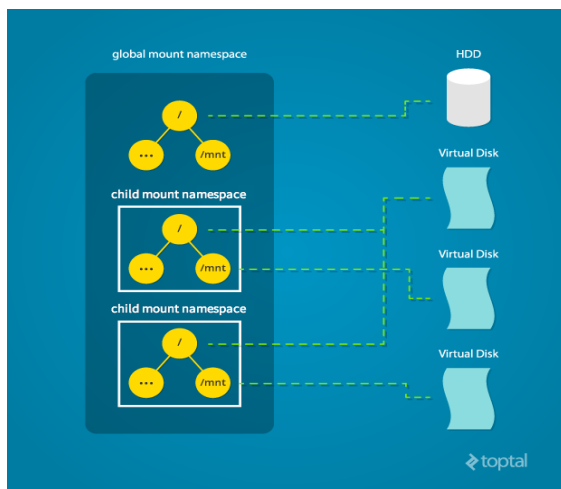 global mount namespace
HDD
/
...
/mnt
Virtual Disk
child mount namespace
/
...
/mnt
Virtual Disk
child mount namespace
/
...
/mnt
Virtual Disk
toptal